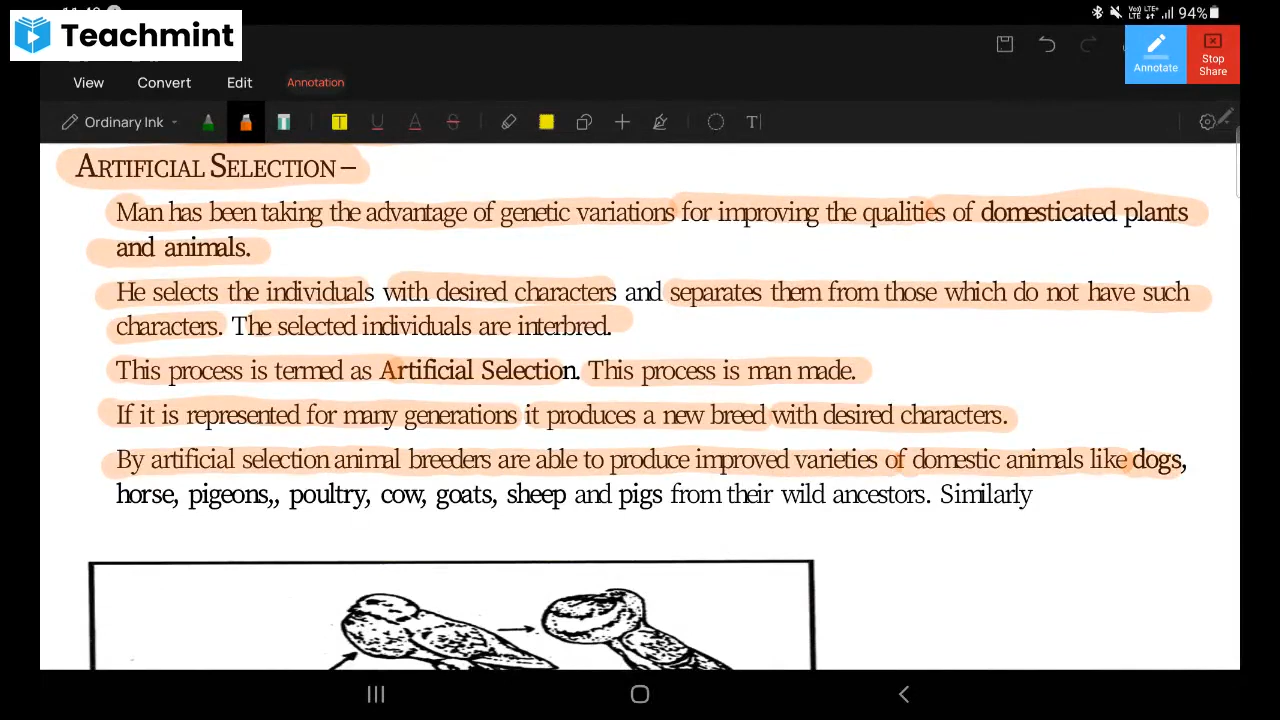 Teachmint
94%
View Convert Edit Annotation
Annotate
Stop Share
Ordinary Ink
ARTIFICIAL SELECTION –
Man has been taking the advantage of genetic variations for improving the qualities of domesticated plants
and animals.
He selects the individuals with desired characters and separates them from those which do not have such
characters. The selected individuals are interbred.
This process is termed as Artificial Selection. This process is man made.
If it is represented for many generations it produces a new breed with desired characters.
By artificial selection animal breeders are able to produce improved varieties of domestic animals like dogs,
horse, pigeons,, poultry, cow, goats, sheep and pigs from their wild ancestors. Similarly